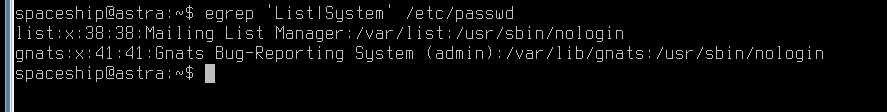 spaceship@astra:~$ egrep 'List|System' /etc/passwd
list:x:38:38:Mailing List Manager:/var/list:/usr/sbin/nologin
gnats:x:41:41:Gnats Bug-Reporting System (admin):/var/lib/gnats:/usr/sbin/nologin
spaceship@astra:~$